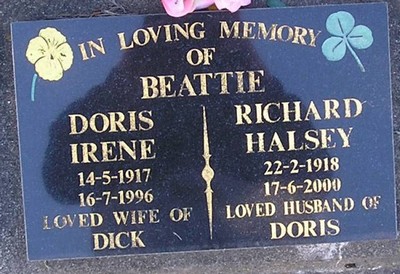 IN LOVING MEMORY
OF
BEATTIE
DORIS
IRENE
14-5-1917
16-7-1996
LOVED WIFE OF
DICK
RICHARD
HALSEY
22-2-1918
17-6-2000
LOVED HUSBAND OF
DORIS